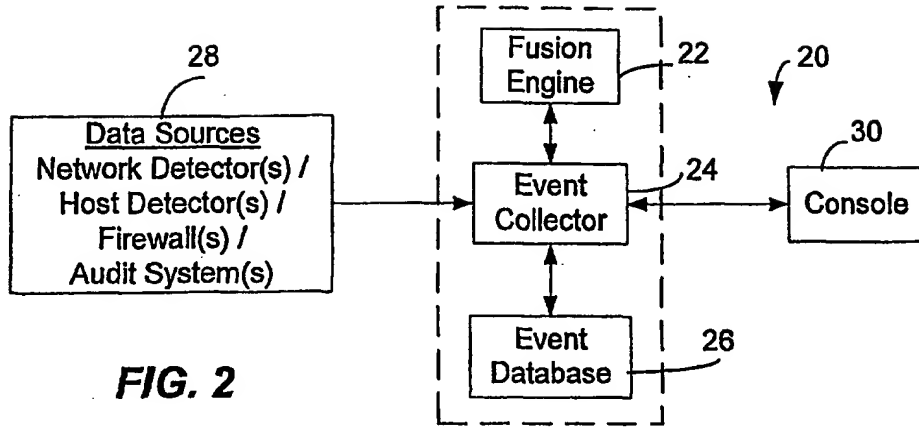 28
Data Sources
Network Detector(s) /
Host Detector(s) /
Firewall(s) /
Audit System(s)
Fusion
Engine
22
20
Event
Collector
24
30
Console
Event
Database
26
FIG. 2